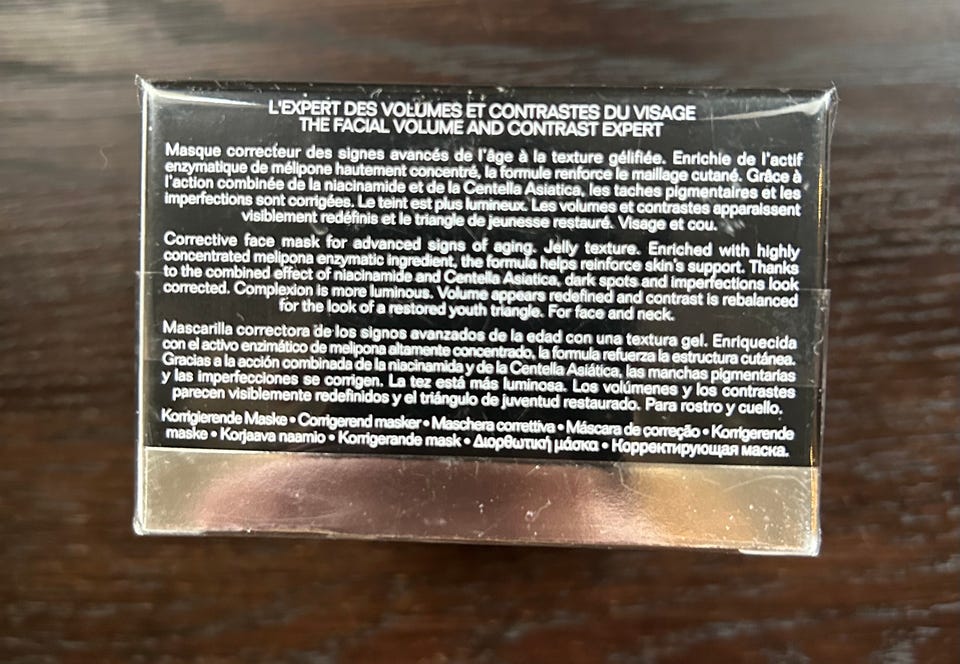 L'EXPERT DES VOLUMES ET CONTRASTES DU VISAGE
THE FACIAL VOLUME AND CONTRAST EXPERT
Masque correcteur des signes avancés de l'âge à la texture gélifiée. Enrichie de l'actif
enzymatique de mélipone hautement concentré, la formule renforce le maillage cutané. Grâce à
l'action combinée de la niacinamide et de la Centella Asiatica, les taches pigmentaires et les
imperfections sont corrigées. Le teint est plus lumineux. Les volumes et contrastes apparaissent
visiblement redéfinis et le triangle de jeunesse restauré. Visage et cou.
Corrective face mask for advanced signs of aging. Jelly texture. Enriched with highly
concentrated melipona enzymatic ingredient, the formula helps reinforce skin's support. Thanks
to the combined effect of niacinamide and Centella Asiatica, dark spots and imperfections look
corrected. Complexion is more luminous. Volume appears redefined and contrast is rebalanced
for the look of a restored youth triangle. For face and neck.
Mascarilla correctora de los signos avanzados de la edad con una textura gel. Enriquecida
con el activo enzimático de melipona altamente concentrado, la formula refuerza la estructura cutánea.
Gracias a la acción combinada de la niacinamida y de la Centella Asiática, las manchas pigmentarias
y las imperfecciones se corrigen. La tez está más luminosa. Los volúmenes y los contrastes
parecen visiblemente redefinidos y el triángulo de juventud restaurado. Para rostro y cuello.
Korrigierende Maske • Corrigerend masker • Maschera correttiva • Máscara de correção • Korrigerende
maske • Korjaava naamio • Korrigerande mask • Διορθωτική μάσκα • Корректирующая маска.